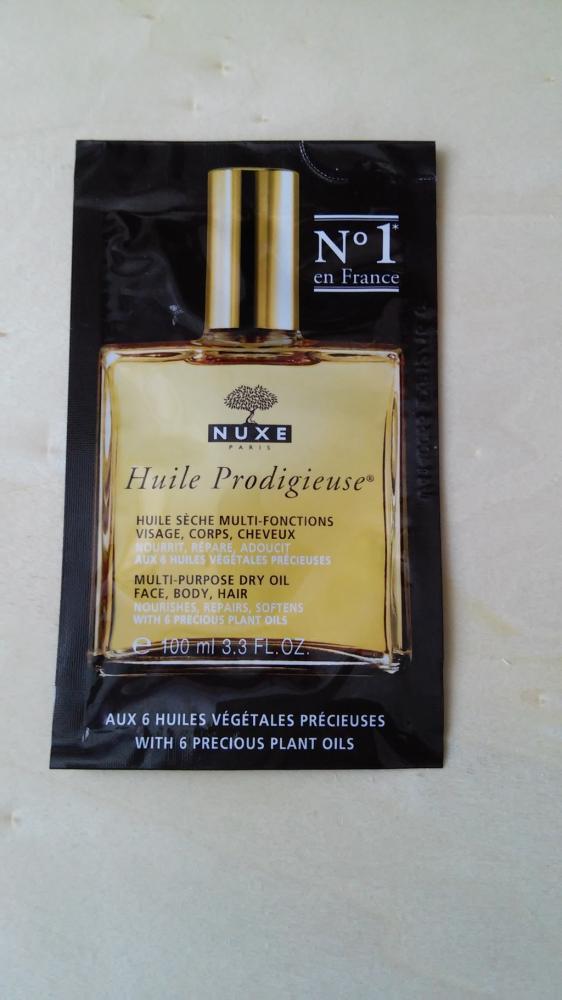 Nº1*
en France
NUXE
PARIS
Huile Prodigieuse®
HUILE SÈCHE MULTI-FONCTIONS
VISAGE, CORPS, CHEVEUX
NOURRIT, RÉPARE, ADOUCIT
AUX 6 HUILES VÉGÉTALES PRÉCIEUSES
MULTI-PURPOSE DRY OIL
FACE, BODY, HAIR
NOURISHES, REPAIRS, SOFTENS
WITH 6 PRECIOUS PLANT OILS
℮ 100 ml 3.3 FL.OZ.
AUX 6 HUILES VÉGÉTALES PRÉCIEUSES
WITH 6 PRECIOUS PLANT OILS